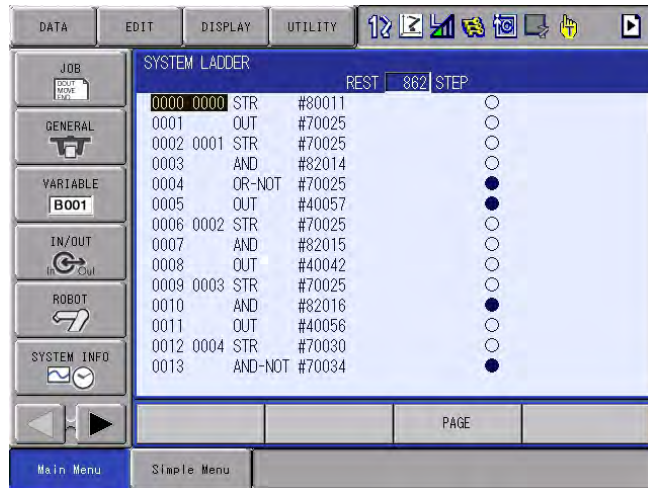 DATA EDIT DISPLAY UTILITY
JOB
DOUT
MOVE
END
GENERAL
VARIABLE
B001
IN/OUT
In Out
ROBOT
SYSTEM INFO
SYSTEM LADDER
REST 862 STEP
0000 0000 STR #80011
0001 OUT #70025
0002 0001 STR #70025
0003 AND #82014
0004 OR-NOT #70025
0005 OUT #40057
0006 0002 STR #70025
0007 AND #82015
0008 OUT #40042
0009 0003 STR #70025
0010 AND #82016
0011 OUT #40056
0012 0004 STR #70030
0013 AND-NOT #70034
PAGE
Main Menu Simple Menu